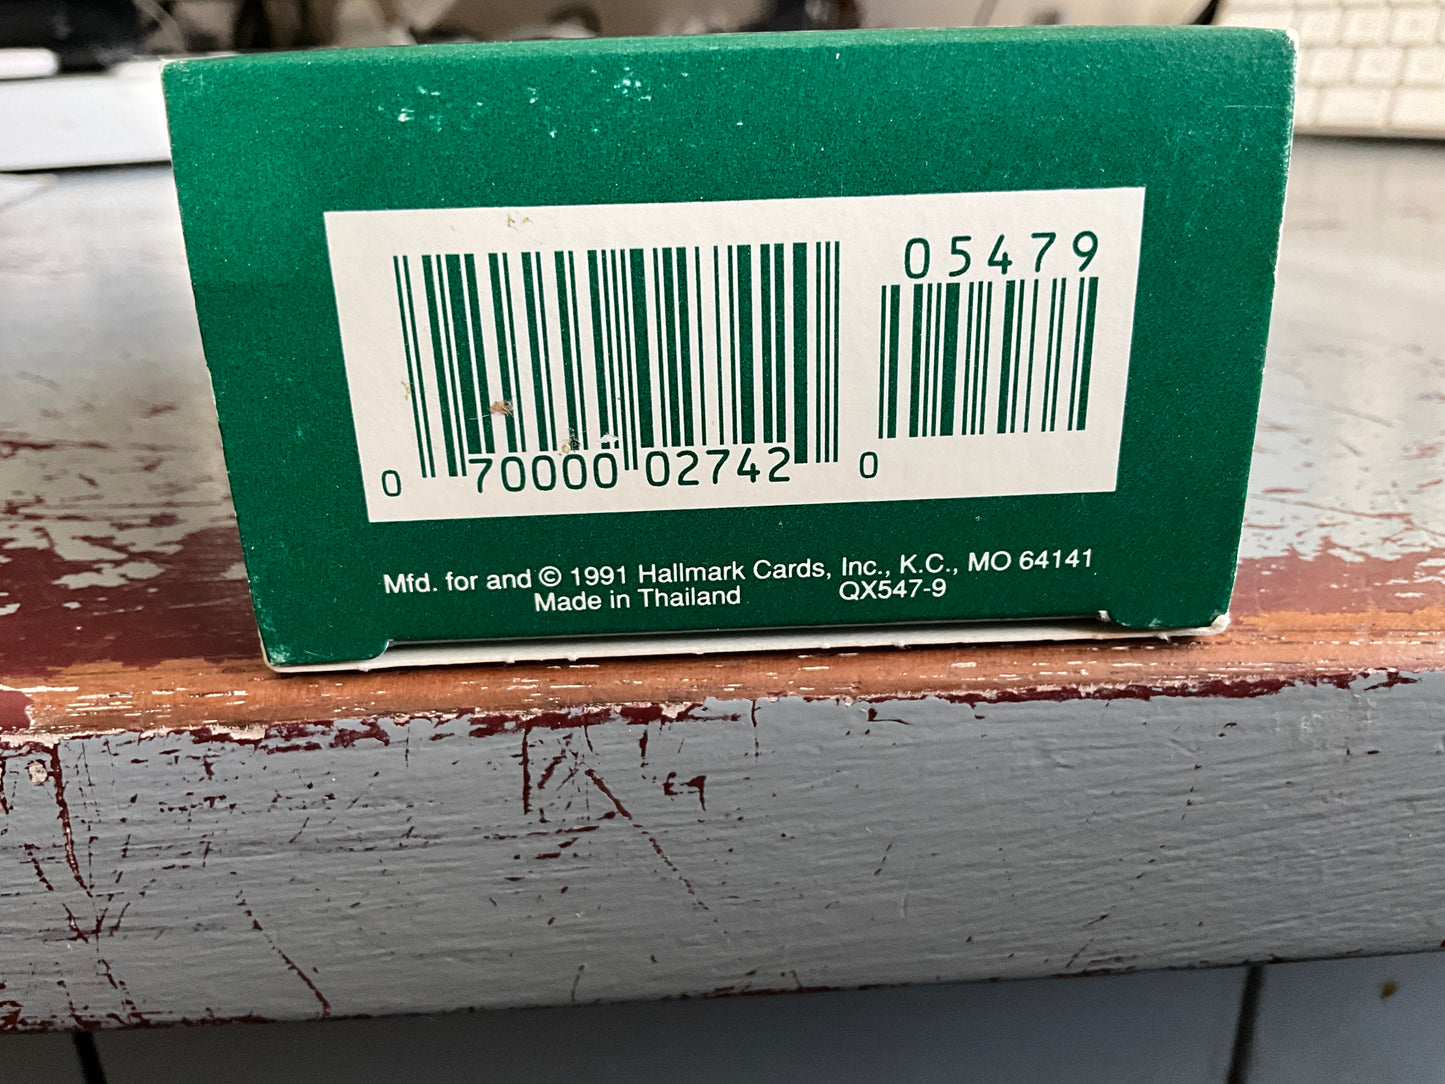 05479
0 70000 02742 0
Mfd. for and © 1991 Hallmark Cards, Inc., K.C., MO 64141
Made in Thailand QX547-9